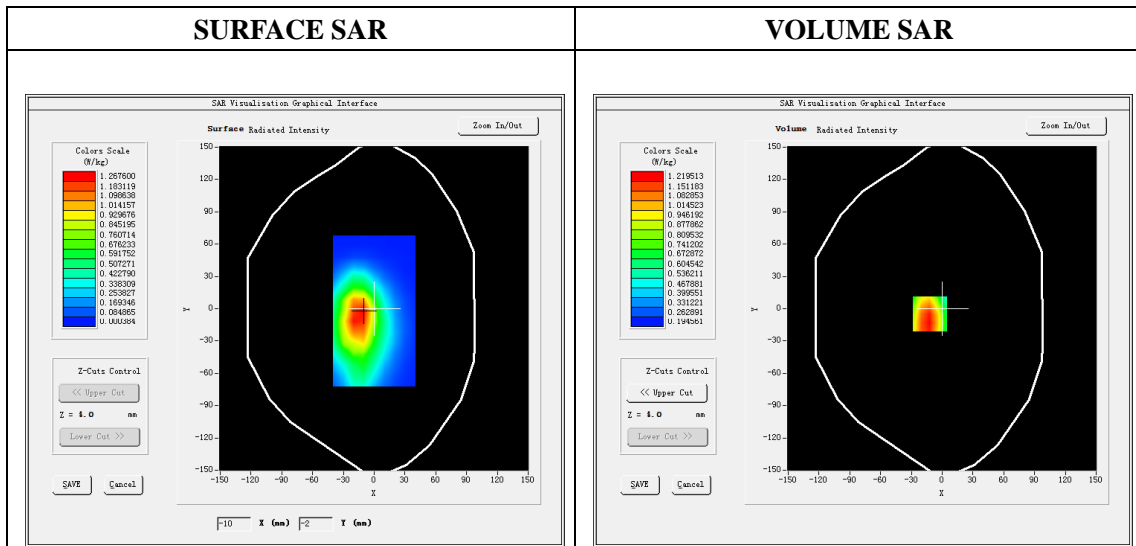 SURFACE SAR
VOLUME SAR
SAR Visualisation Graphical Interface
Surface Radiated Intensity
Zoom In/Out
Colors Scale
(W/kg)
1.267600
1.183119
1.098638
1.014157
0.929676
0.845195
0.760714
0.676233
0.591752
0.507271
0.422790
0.338309
0.253827
0.169346
0.084865
0.000384
150
120
90
60
30
0
-30
-60
-90
-120
-150
Y
-150 -120 -90 -60 -30 0 30 60 90 120 150
X
Z-Cuts Control
<< Upper Cut
Z = 4.0 mm
Lower Cut >>
SAVE Cancel
-10 X (mm) -2 Y (mm)
SAR Visualisation Graphical Interface
Volume Radiated Intensity
Zoom In/Out
Colors Scale
(W/kg)
1.219513
1.151183
1.082853
1.014523
0.946192
0.877862
0.809532
0.741202
0.672872
0.604542
0.536211
0.467881
0.399551
0.331221
0.262891
0.194561
150
120
90
60
30
0
-30
-60
-90
-120
-150
Y
-150 -120 -90 -60 -30 0 30 60 90 120 150
X
Z-Cuts Control
<< Upper Cut
Z = 4.0 mm
Lower Cut >>
SAVE Cancel